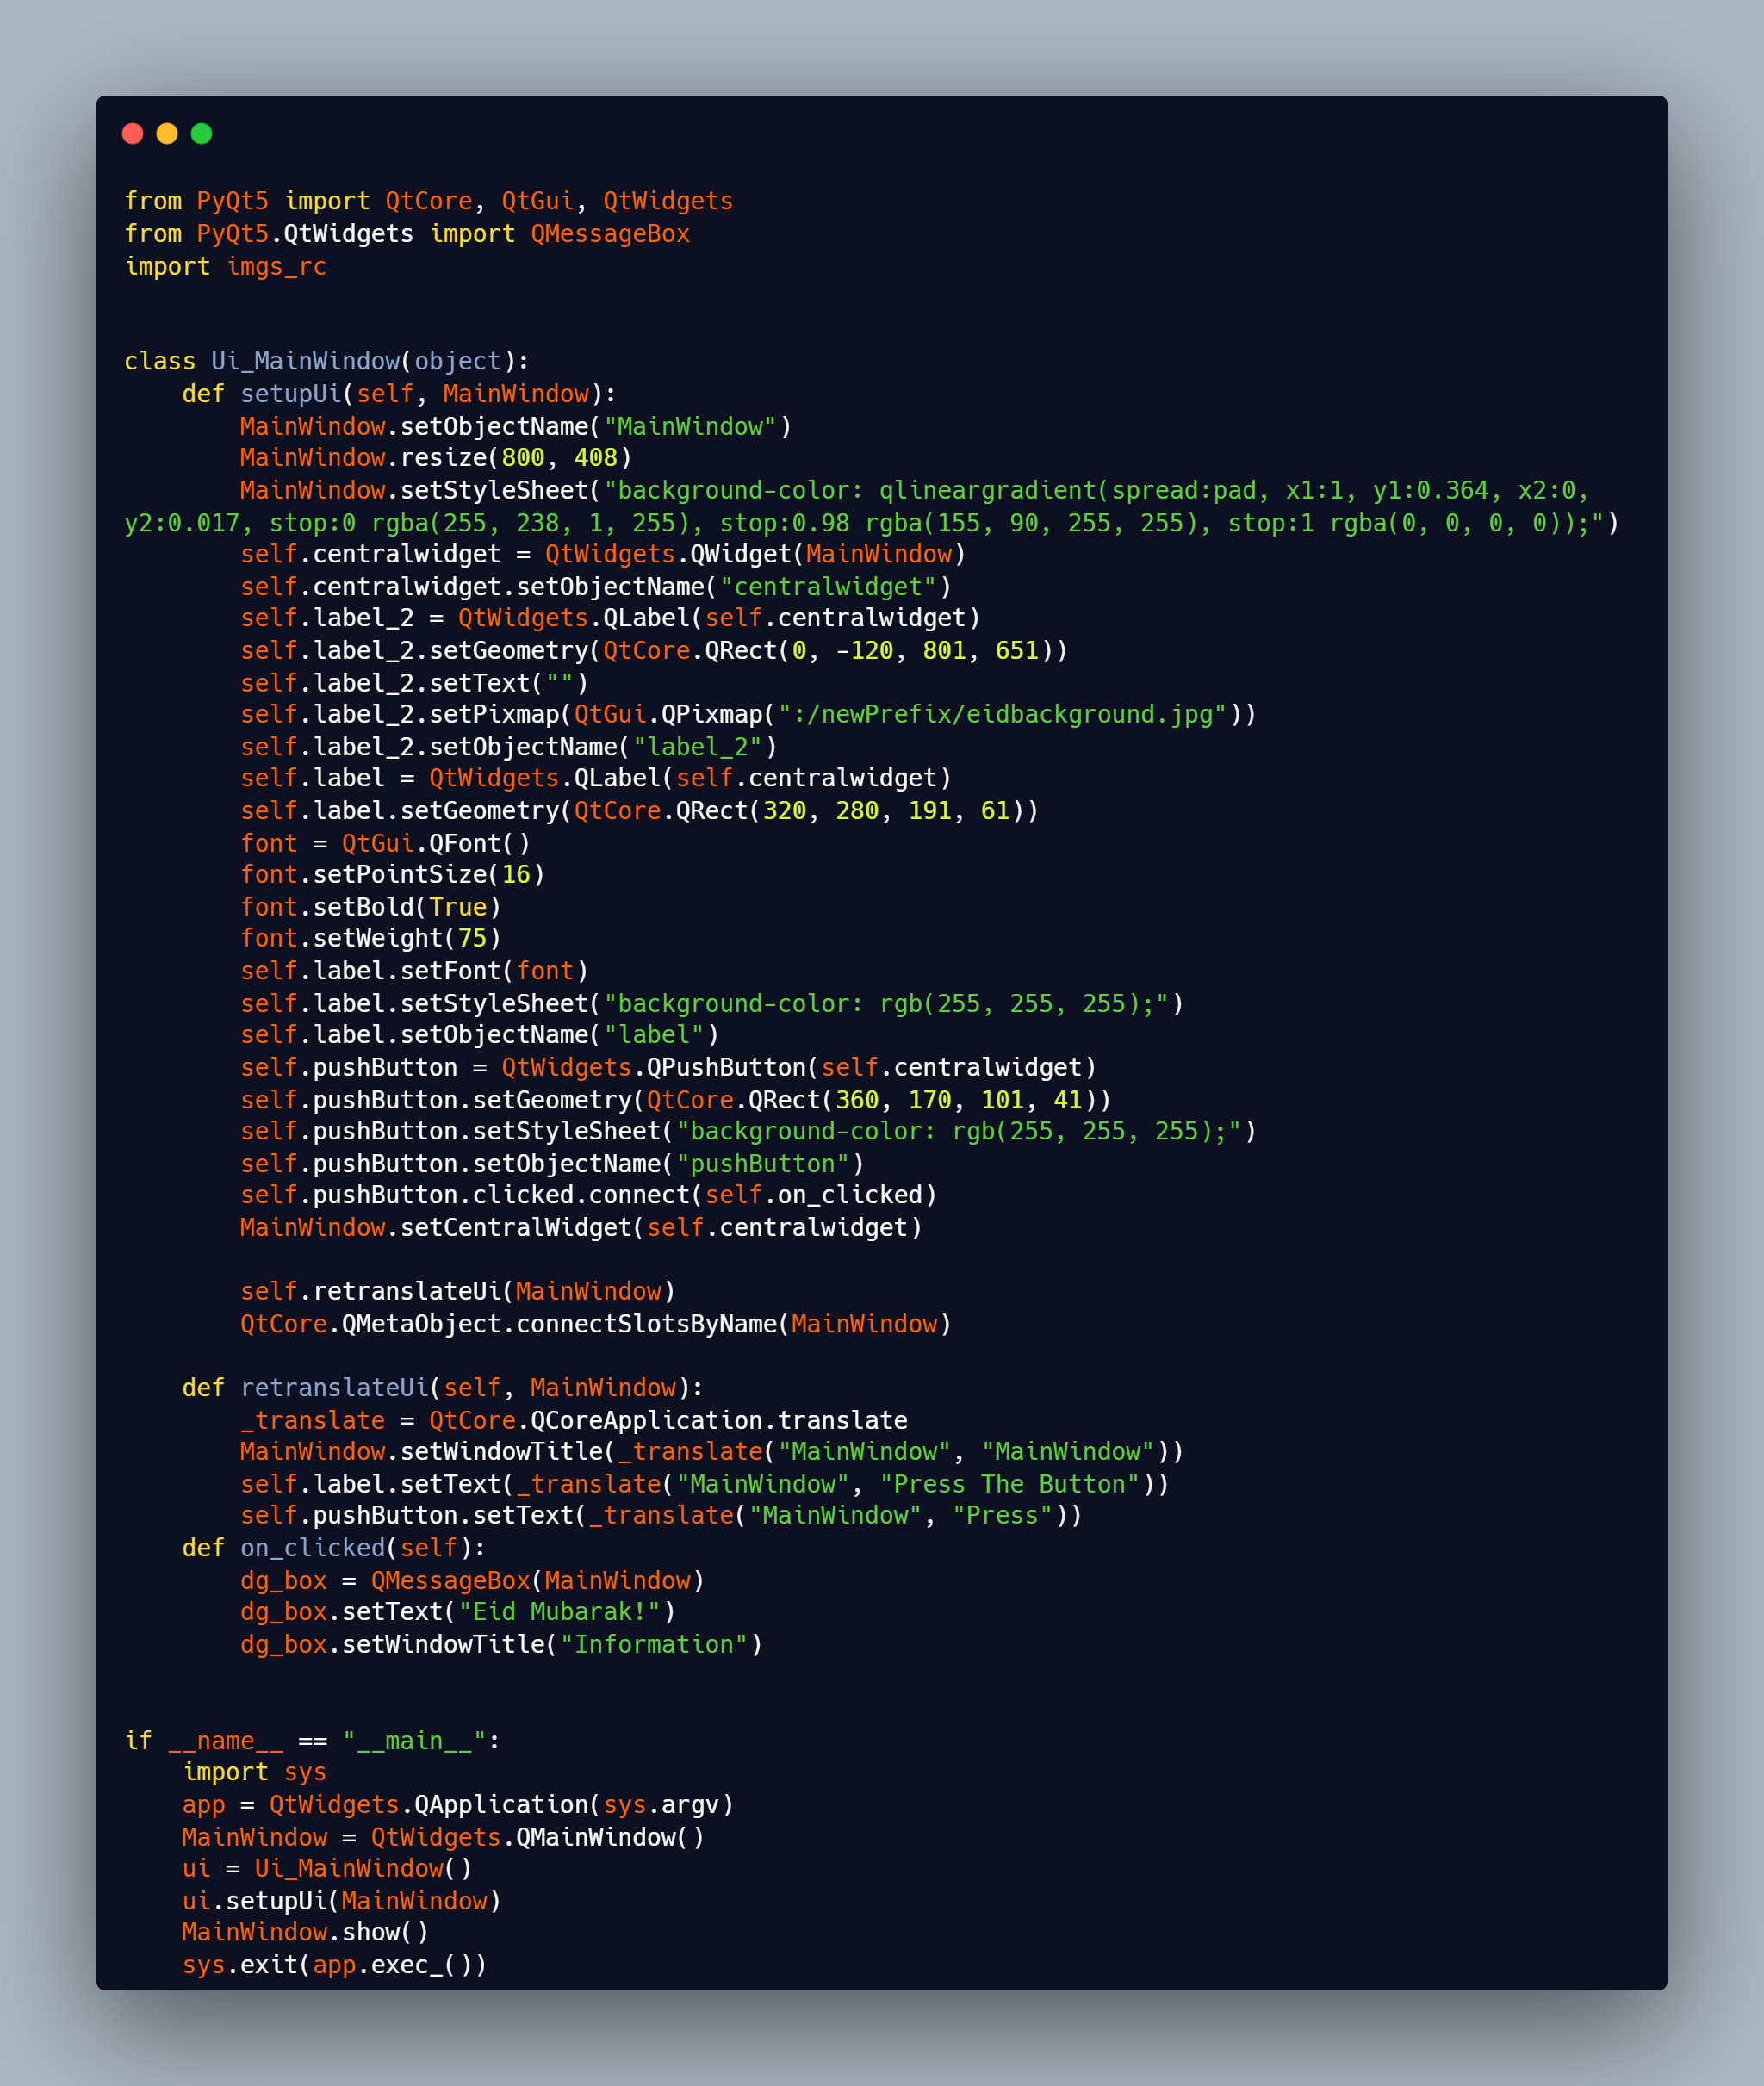 from PyQt5 import QtCore, QtGui, QtWidgets
from PyQt5.QtWidgets import QMessageBox
import imgs_rc


class Ui_MainWindow(object):
    def setupUi(self, MainWindow):
        MainWindow.setObjectName("MainWindow")
        MainWindow.resize(800, 408)
        MainWindow.setStyleSheet("background-color: qlineargradient(spread:pad, x1:1, y1:0.364, x2:0,
y2:0.017, stop:0 rgba(255, 238, 1, 255), stop:0.98 rgba(155, 90, 255, 255), stop:1 rgba(0, 0, 0, 0));")
        self.centralwidget = QtWidgets.QWidget(MainWindow)
        self.centralwidget.setObjectName("centralwidget")
        self.label_2 = QtWidgets.QLabel(self.centralwidget)
        self.label_2.setGeometry(QtCore.QRect(0, -120, 801, 651))
        self.label_2.setText("")
        self.label_2.setPixmap(QtGui.QPixmap(":/newPrefix/eidbackground.jpg"))
        self.label_2.setObjectName("label_2")
        self.label = QtWidgets.QLabel(self.centralwidget)
        self.label.setGeometry(QtCore.QRect(320, 280, 191, 61))
        font = QtGui.QFont()
        font.setPointSize(16)
        font.setBold(True)
        font.setWeight(75)
        self.label.setFont(font)
        self.label.setStyleSheet("background-color: rgb(255, 255, 255);")
        self.label.setObjectName("label")
        self.pushButton = QtWidgets.QPushButton(self.centralwidget)
        self.pushButton.setGeometry(QtCore.QRect(360, 170, 101, 41))
        self.pushButton.setStyleSheet("background-color: rgb(255, 255, 255);")
        self.pushButton.setObjectName("pushButton")
        self.pushButton.clicked.connect(self.on_clicked)
        MainWindow.setCentralWidget(self.centralwidget)

        self.retranslateUi(MainWindow)
        QtCore.QMetaObject.connectSlotsByName(MainWindow)

    def retranslateUi(self, MainWindow):
        _translate = QtCore.QCoreApplication.translate
        MainWindow.setWindowTitle(_translate("MainWindow", "MainWindow"))
        self.label.setText(_translate("MainWindow", "Press The Button"))
        self.pushButton.setText(_translate("MainWindow", "Press"))
    def on_clicked(self):
        dg_box = QMessageBox(MainWindow)
        dg_box.setText("Eid Mubarak!")
        dg_box.setWindowTitle("Information")


if __name__ == "__main__":
    import sys
    app = QtWidgets.QApplication(sys.argv)
    MainWindow = QtWidgets.QMainWindow()
    ui = Ui_MainWindow()
    ui.setupUi(MainWindow)
    MainWindow.show()
    sys.exit(app.exec_())